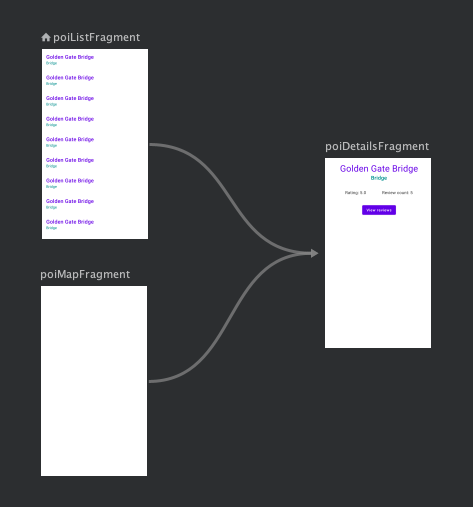 poiListFragment
Golden Gate Bridge
Bridge
Golden Gate Bridge
Bridge
Golden Gate Bridge
Bridge
Golden Gate Bridge
Bridge
Golden Gate Bridge
Bridge
Golden Gate Bridge
Bridge
Golden Gate Bridge
Bridge
Golden Gate Bridge
Bridge
Golden Gate Bridge
Bridge
poiDetailsFragment
Golden Gate Bridge
Bridge
Rating: 5.0 Review count: 5
View reviews
poiMapFragment